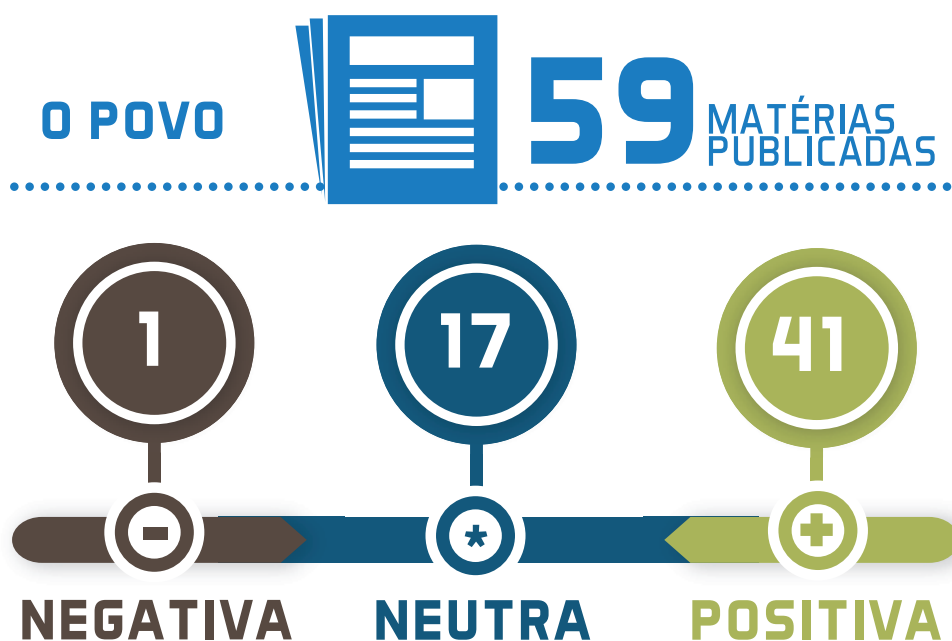 O POVO
59 MATÉRIAS
PUBLICADAS
1
17
41
-
*
+
NEGATIVA
NEUTRA
POSITIVA